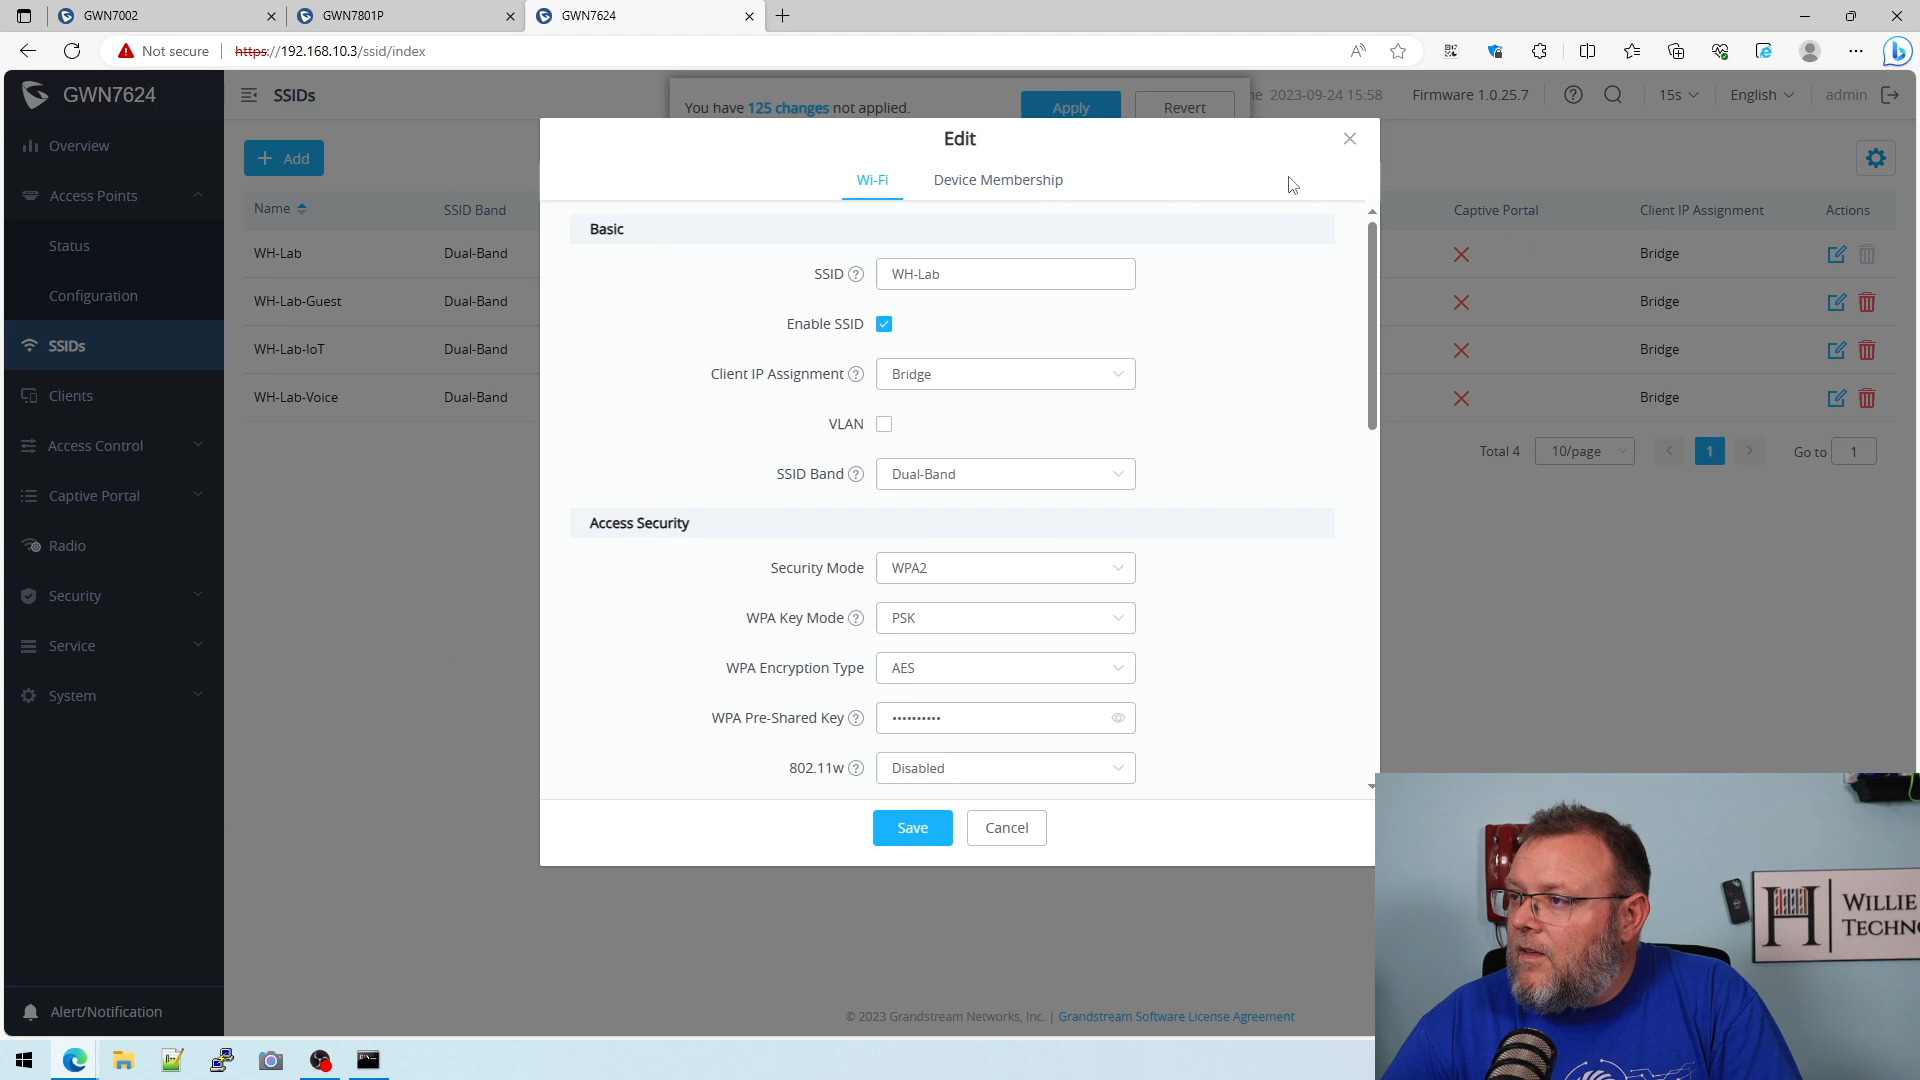 GWN7002
GWN7801P
GWN7624
Not secure
https://192.168.10.3/ssid/index
GWN7624
SSIDs
You have 125 changes not applied.
Apply
Revert
2023-09-24 15:58
Firmware 1.0.25.7
15s
English
admin
Overview
Access Points
Status
Configuration
SSIDs
Clients
Access Control
Captive Portal
Radio
Security
Service
System
Alert/Notification
Add
Name
SSID Band
Captive Portal
Client IP Assignment
Actions
WH-Lab
Dual-Band
Bridge
WH-Lab-Guest
Dual-Band
Bridge
WH-Lab-IoT
Dual-Band
Bridge
WH-Lab-Voice
Dual-Band
Bridge
Total 4
10/page
1
Go to
1
Edit
Wi-Fi
Device Membership
Basic
SSID
WH-Lab
Enable SSID
Client IP Assignment
Bridge
VLAN
SSID Band
Dual-Band
Access Security
Security Mode
WPA2
WPA Key Mode
PSK
WPA Encryption Type
AES
WPA Pre-Shared Key
••••••••••
802.11w
Disabled
Save
Cancel
© 2023 Grandstream Networks, Inc. | Grandstream Software License Agreement
WILLIE
TECHNO